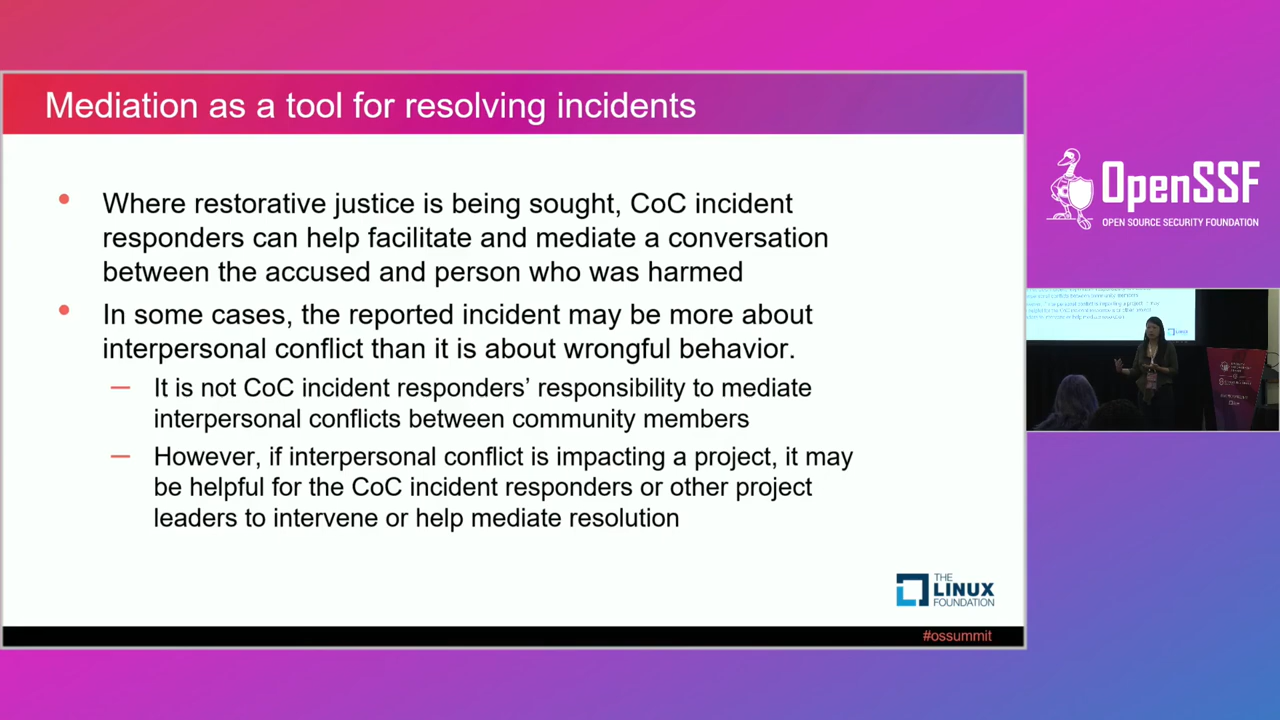 Mediation as a tool for resolving incidents
Where restorative justice is being sought, CoC incident
responders can help facilitate and mediate a conversation
between the accused and person who was harmed
In some cases, the reported incident may be more about
interpersonal conflict than it is about wrongful behavior.
— It is not CoC incident responders’ responsibility to mediate
interpersonal conflicts between community members
— However, if interpersonal conflict is impacting a project, it may
be helpful for the CoC incident responders or other project
leaders to intervene or help mediate resolution
THE
LINUX
FOUNDATION
#ossummit
OpenSSF
OPEN SOURCE SECURITY FOUNDATION